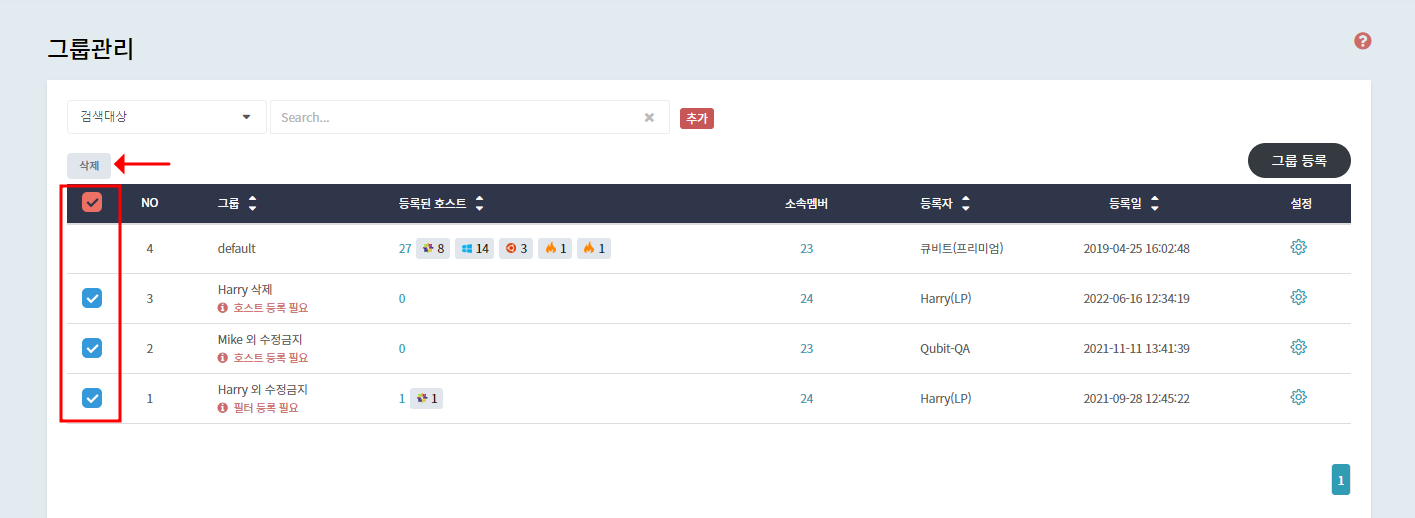 그룹관리
검색대상 Search... 추가
삭제 그룹 등록
NO 그룹 등록된 호스트 소속멤버 등록자 등록일 설정
4 default 27 8 14 3 1 1 23 큐비트(프리미엄) 2019-04-25 16:02:48
3 Harry 삭제 0 24 Harry(LP) 2022-06-16 12:34:19
호스트 등록 필요
2 Mike 외 수정금지 0 23 Qubit-QA 2021-11-11 13:41:39
호스트 등록 필요
1 Harry 외 수정금지 1 1 24 Harry(LP) 2021-09-28 12:45:22
필터 등록 필요
1